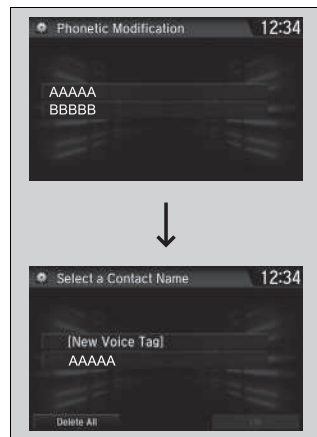 Phonetic Modification 12:34
AAAAA
BBBBB
Select a Contact Name 12:34
[New Voice Tag]
AAAAA
Delete All